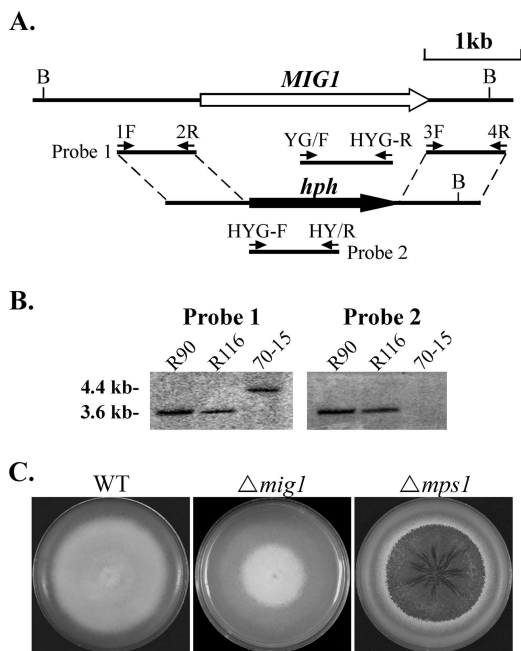 A.
1kb
B
MIG1
B
1F
2R
YG/F
HYG-R
3F
4R
Probe 1
hph
B
HYG-F
HY/R
Probe 2
B.
Probe 1
Probe 2
R90
R116
70-15
R90
R116
70-15
4.4 kb-
3.6 kb-
C.
WT
△mig1
△mps1